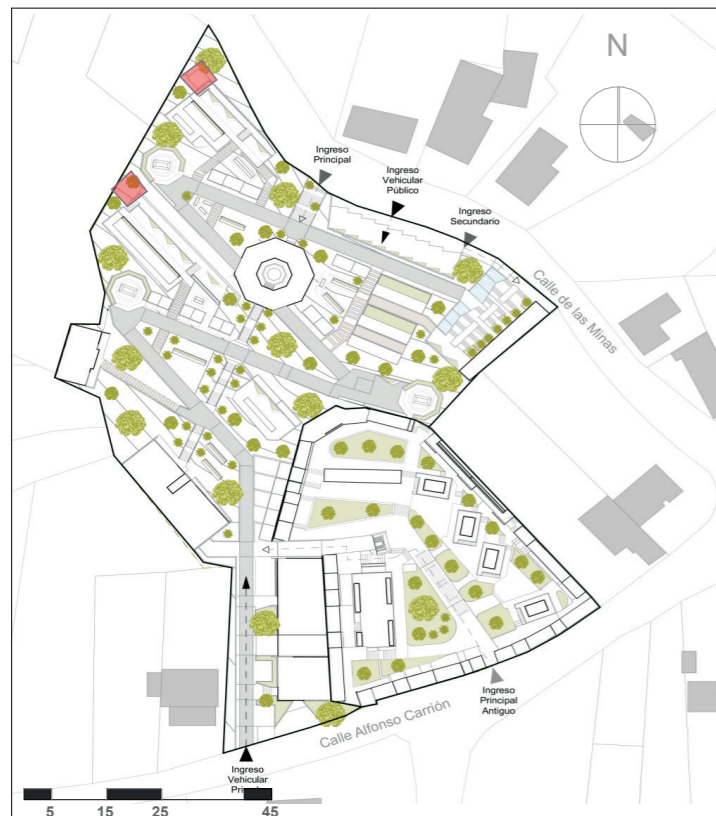 N
Ingreso
Principal
Ingreso
Vehicular
Público
Ingreso
Secundario
Calle de las Minas
Ingreso
Principal
Antiguo
Calle Alfonso Carrión
Ingreso
Vehicular
5 15 25 45